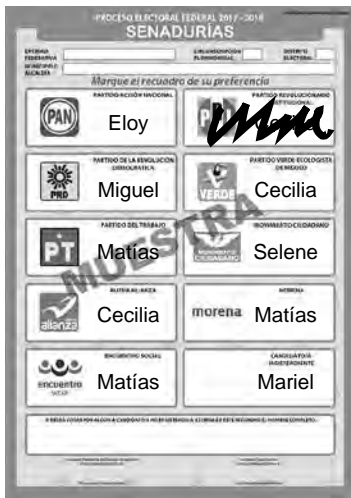 PROCESO ELECTORAL FEDERAL 2017 - 2018
SENADURÍAS
ENTIDAD FEDERATIVA
CIRCUNSCRIPCIÓN PLURINOMINAL
DISTRITO ELECTORAL
MUNICIPIO O ALCALDÍA
Marque el recuadro de su preferencia
PARTIDO ACCIÓN NACIONAL
PAN
Eloy
PARTIDO REVOLUCIONARIO INSTITUCIONAL
PARTIDO DE LA REVOLUCIÓN DEMOCRÁTICA
PRD
Miguel
PARTIDO VERDE ECOLOGISTA DE MÉXICO
VERDE
Cecilia
PARTIDO DEL TRABAJO
PT
Matías
MOVIMIENTO CIUDADANO
MOVIMIENTO CIUDADANO
Selene
MUESTRA
NUEVA ALIANZA
alianza
Cecilia
MORENA
morena
Matías
ENCUENTRO SOCIAL
encuentro
social
Matías
CANDIDATO/A INDEPENDIENTE
Mariel